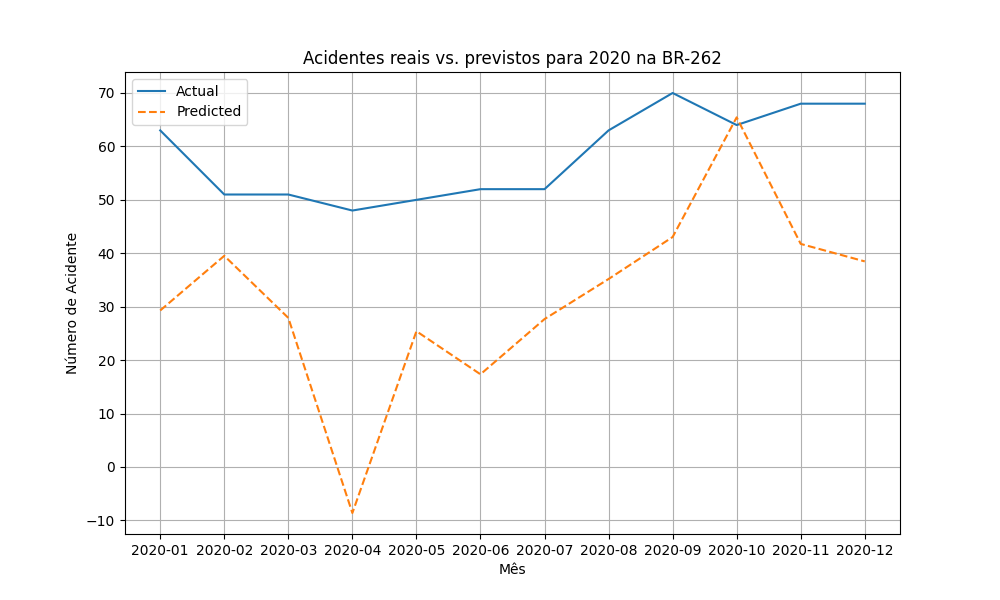 Acidentes reais vs. previstos para 2020 na BR-262
Actual
Predicted
70
60
50
40
30
20
10
0
−10
Número de Acidente
2020-01 2020-02 2020-03 2020-04 2020-05 2020-06 2020-07 2020-08 2020-09 2020-10 2020-11 2020-12
Mês